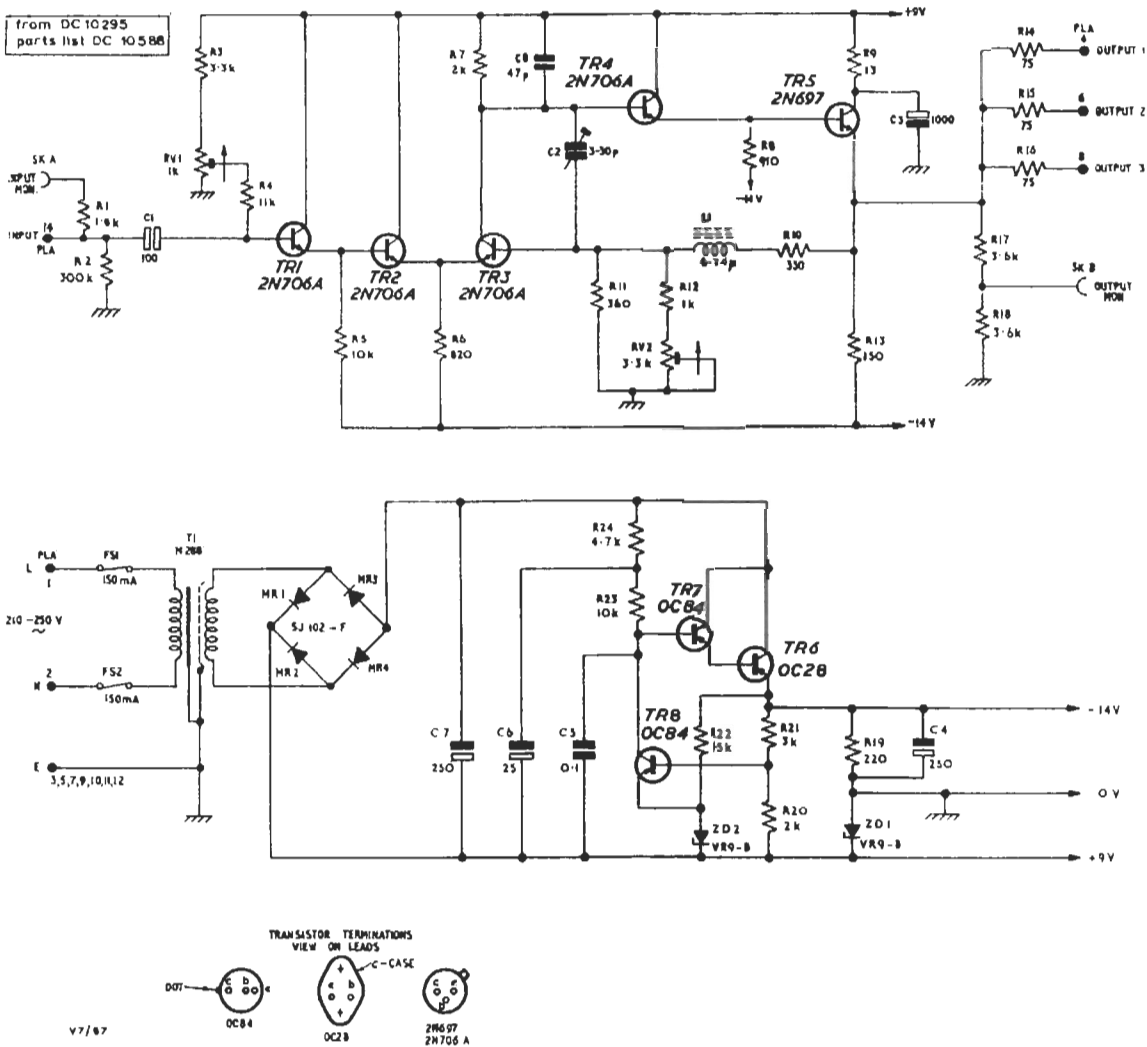 from DC 10295
parts list DC 10588
+9V
R3
3·3k
R7
2k
C8
47p
TR4
2N706A
R9
13
TR5
2N697
R14
75
PLA
4
OUTPUT 1
R15
75
6
OUTPUT 2
R16
75
8
OUTPUT 3
C3
1000
C2
3-30p
R8
910
-14V
SK A
MON.
RV1
1k
R4
11k
R1
1·8k
INPUT 14
PLA
C1
100
R2
300k
TR1
2N706A
TR2
2N706A
TR3
2N706A
R10
330
R11
360
R12
1k
RV2
3·3k
R5
10k
R6
820
R13
150
R17
3·6k
SK B
OUTPUT
MON
R18
3·6k
-14V
T1
PLA
L
1
FS1
150mA
210-250 V
~
2
FS2
150mA
E
3,5,7,9,10,11,12
MR1
MR3
SJ 102-F
MR2
MR4
R24
4·7k
R23
10k
TR7
OC84
TR6
OC28
TR8
OC84
C7
250
C6
25
C5
0·1
R22
15k
R21
3k
R19
220
C4
250
-14V
0V
R20
2k
ZD2
VR9-B
ZD1
VR9-B
+9V
TRANSISTOR TERMINATIONS
VIEW ON LEADS
C-CASE
DOT
c b e
OC84
e b
OC28
c e
b
2N697
2N706 A
V7/67